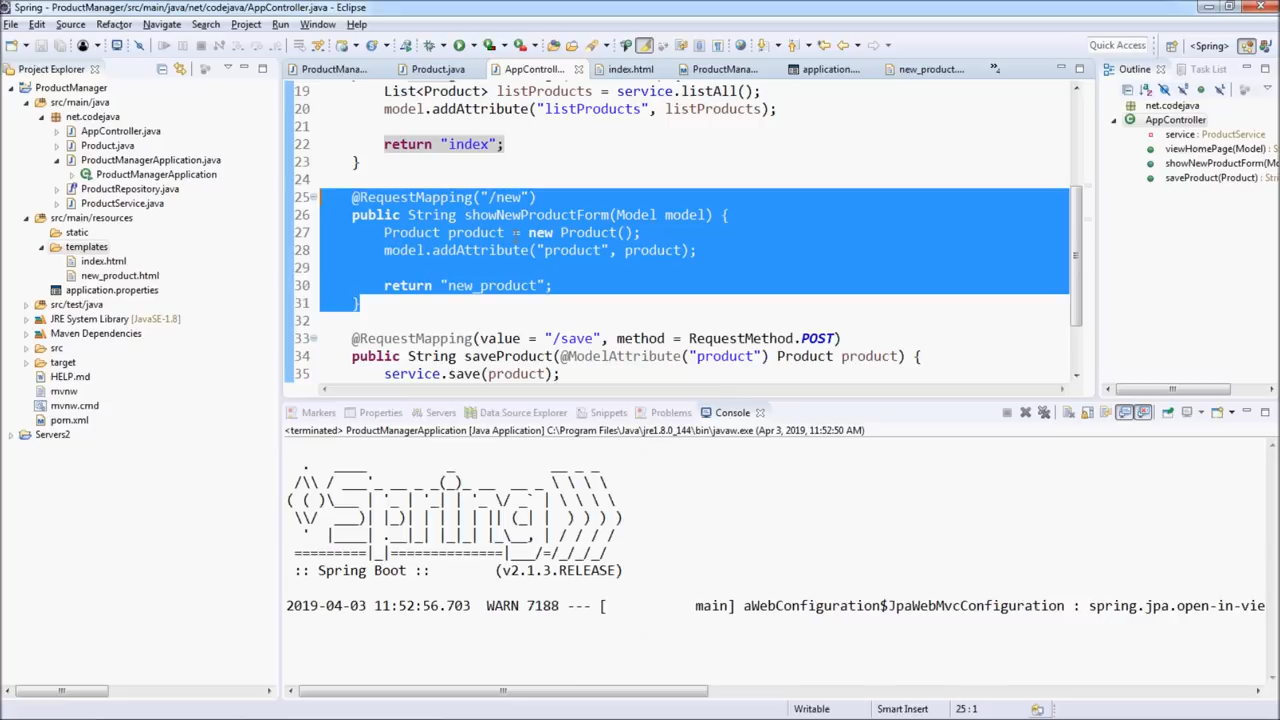 Spring - ProductManager/src/main/java/net/codejava/AppController.java - Eclipse
File Edit Source Refactor Navigate Search Project Run Window Help
Quick Access
<Spring>
Project Explorer
ProductManager
src/main/java
net.codejava
AppController.java
Product.java
ProductManagerApplication.java
ProductManagerApplication
ProductRepository.java
ProductService.java
src/main/resources
static
templates
index.html
new_product.html
application.properties
src/test/java
JRE System Library [JavaSE-1.8]
Maven Dependencies
src
target
HELP.md
mvnw
mvnw.cmd
pom.xml
Servers2
ProductMana... Product.java AppControll... index.html ProductMana... application.... new_product....
19 List<Product> listProducts = service.listAll();
20 model.addAttribute("listProducts", listProducts);
21
22 return "index";
23 }
24
25 @RequestMapping("/new")
26 public String showNewProductForm(Model model) {
27 Product product = new Product();
28 model.addAttribute("product", product);
29
30 return "new_product";
31 }
32
33 @RequestMapping(value = "/save", method = RequestMethod.POST)
34 public String saveProduct(@ModelAttribute("product") Product product) {
35 service.save(product);
Outline Task List
net.codejava
AppController
service : ProductService
viewHomePage(Model)
showNewProductForm(M
saveProduct(Product) :
Markers Properties Servers Data Source Explorer Snippets Problems Console
<terminated> ProductManagerApplication [Java Application] C:\Program Files\Java\jre1.8.0_144\bin\javaw.exe (Apr 3, 2019, 11:52:50 AM)
Spring
:: Spring Boot :: (v2.1.3.RELEASE)
2019-04-03 11:52:56.703 WARN 7188 --- [ main] aWebConfiguration$JpaWebMvcConfiguration : spring.jpa.open-in-vie
Writable Smart Insert 25 : 1